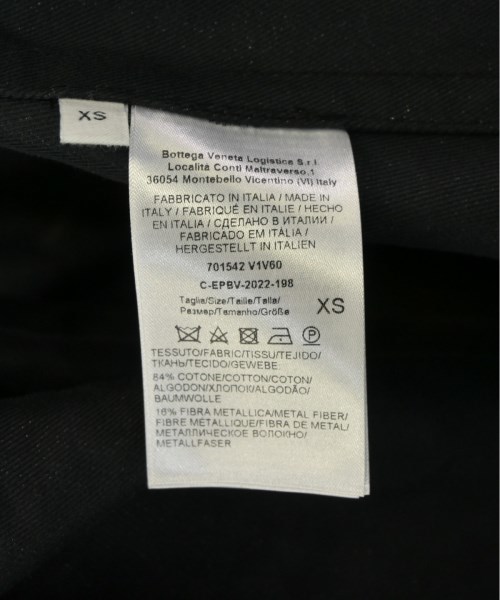 XS
Bottega Veneta Logistica S.r.l.
Località Conti Maltraverso,1
36054 Montebello Vicentino (VI) Italy
FABBRICATO IN ITALIA / MADE IN
ITALY / FABRIQUÉ EN ITALIE / HECHO
EN ITALIA / СДЕЛАНО В ИТАЛИИ /
FABRICADO EM ITÀLIA /
HERGESTELLT IN ITALIEN
701542 V1V60
C-EPBV-2022-198
Taglia/Size/Taille/Talla/
Размер/Tamanho/Größe
XS
P
TESSUTO/FABRIC/TISSU/TEJIDO/
ТКАНЬ/TECIDO/GEWEBE
84% COTONE/COTTON/COTON/
ALGODON/ХЛОПОК/ALGODÃO/
BAUMWOLLE
16% FIBRA METALLICA/METAL FIBER/
FIBRE METALLIQUE/FIBRA DE METAL/
МЕТАЛЛИЧЕСКОЕ ВОЛОКНО/
METALLFASER